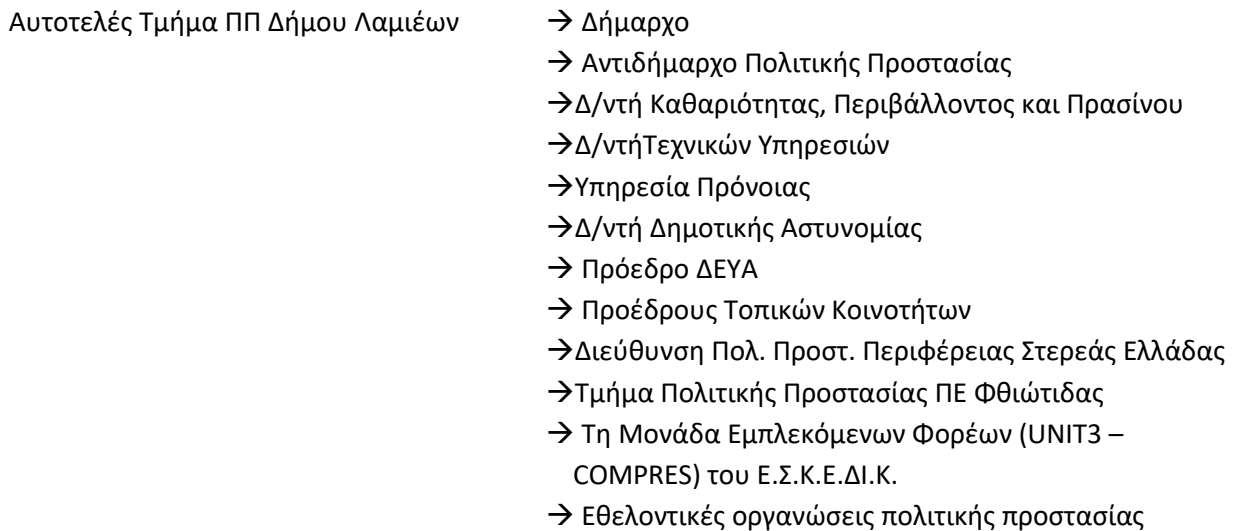 Αυτοτελές Τμήμα ΠΠ Δήμου Λαμιέων → Δήμαρχο
→ Αντιδήμαρχο Πολιτικής Προστασίας
→Δ/ντή Καθαριότητας, Περιβάλλοντος και Πρασίνου
→Δ/ντήΤεχνικών Υπηρεσιών
→Υπηρεσία Πρόνοιας
→Δ/ντή Δημοτικής Αστυνομίας
→ Πρόεδρο ΔΕΥΑ
→ Προέδρους Τοπικών Κοινοτήτων
→Διεύθυνση Πολ. Προστ. Περιφέρειας Στερεάς Ελλάδας
→Τμήμα Πολιτικής Προστασίας ΠΕ Φθιώτιδας
→ Τη Μονάδα Εμπλεκόμενων Φορέων (UNIT3 –
COMPRES) του Ε.Σ.Κ.Ε.ΔΙ.Κ.
→ Εθελοντικές οργανώσεις πολιτικής προστασίας